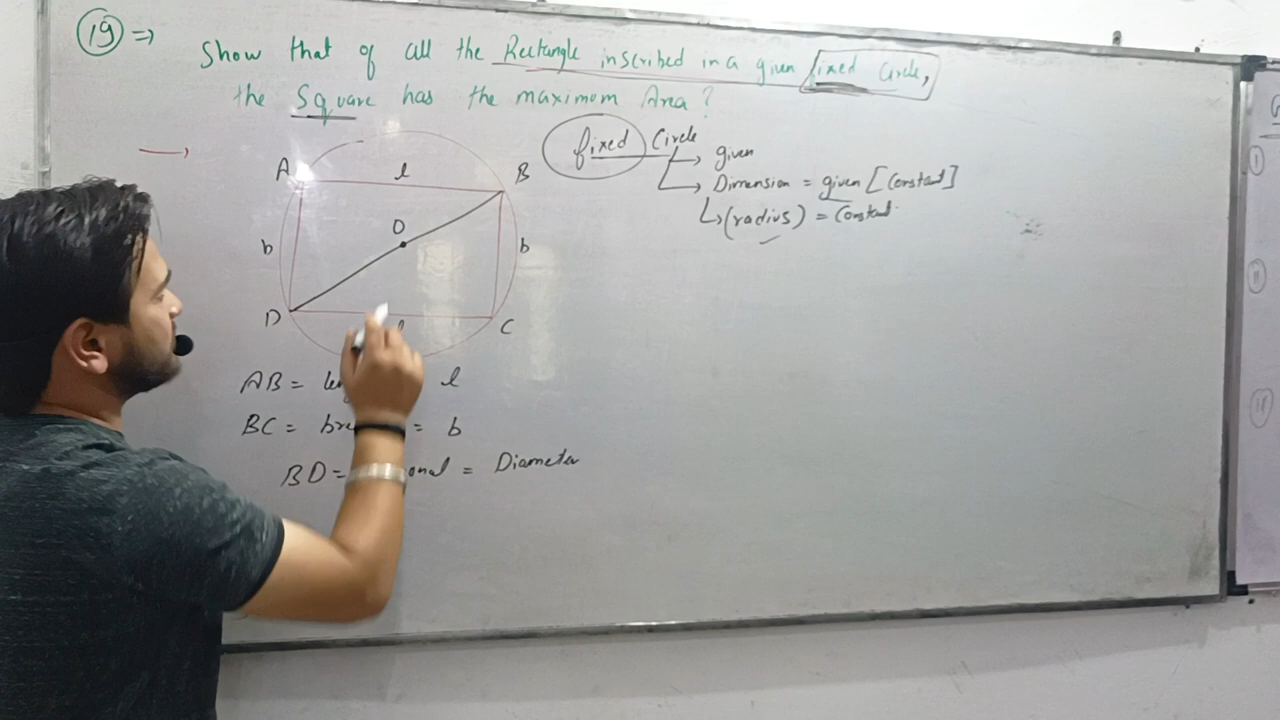 19 ⇒ Show that of all the Rectangle inscribed in a given fixed Circle,
the Square has the maximum Area?
fixed Circle
→ given
→ Dimension = given [Constant]
↳ (radius) = Constant
A l B
b O b
D C
AB = l
BC = = b
BD = = Diameter